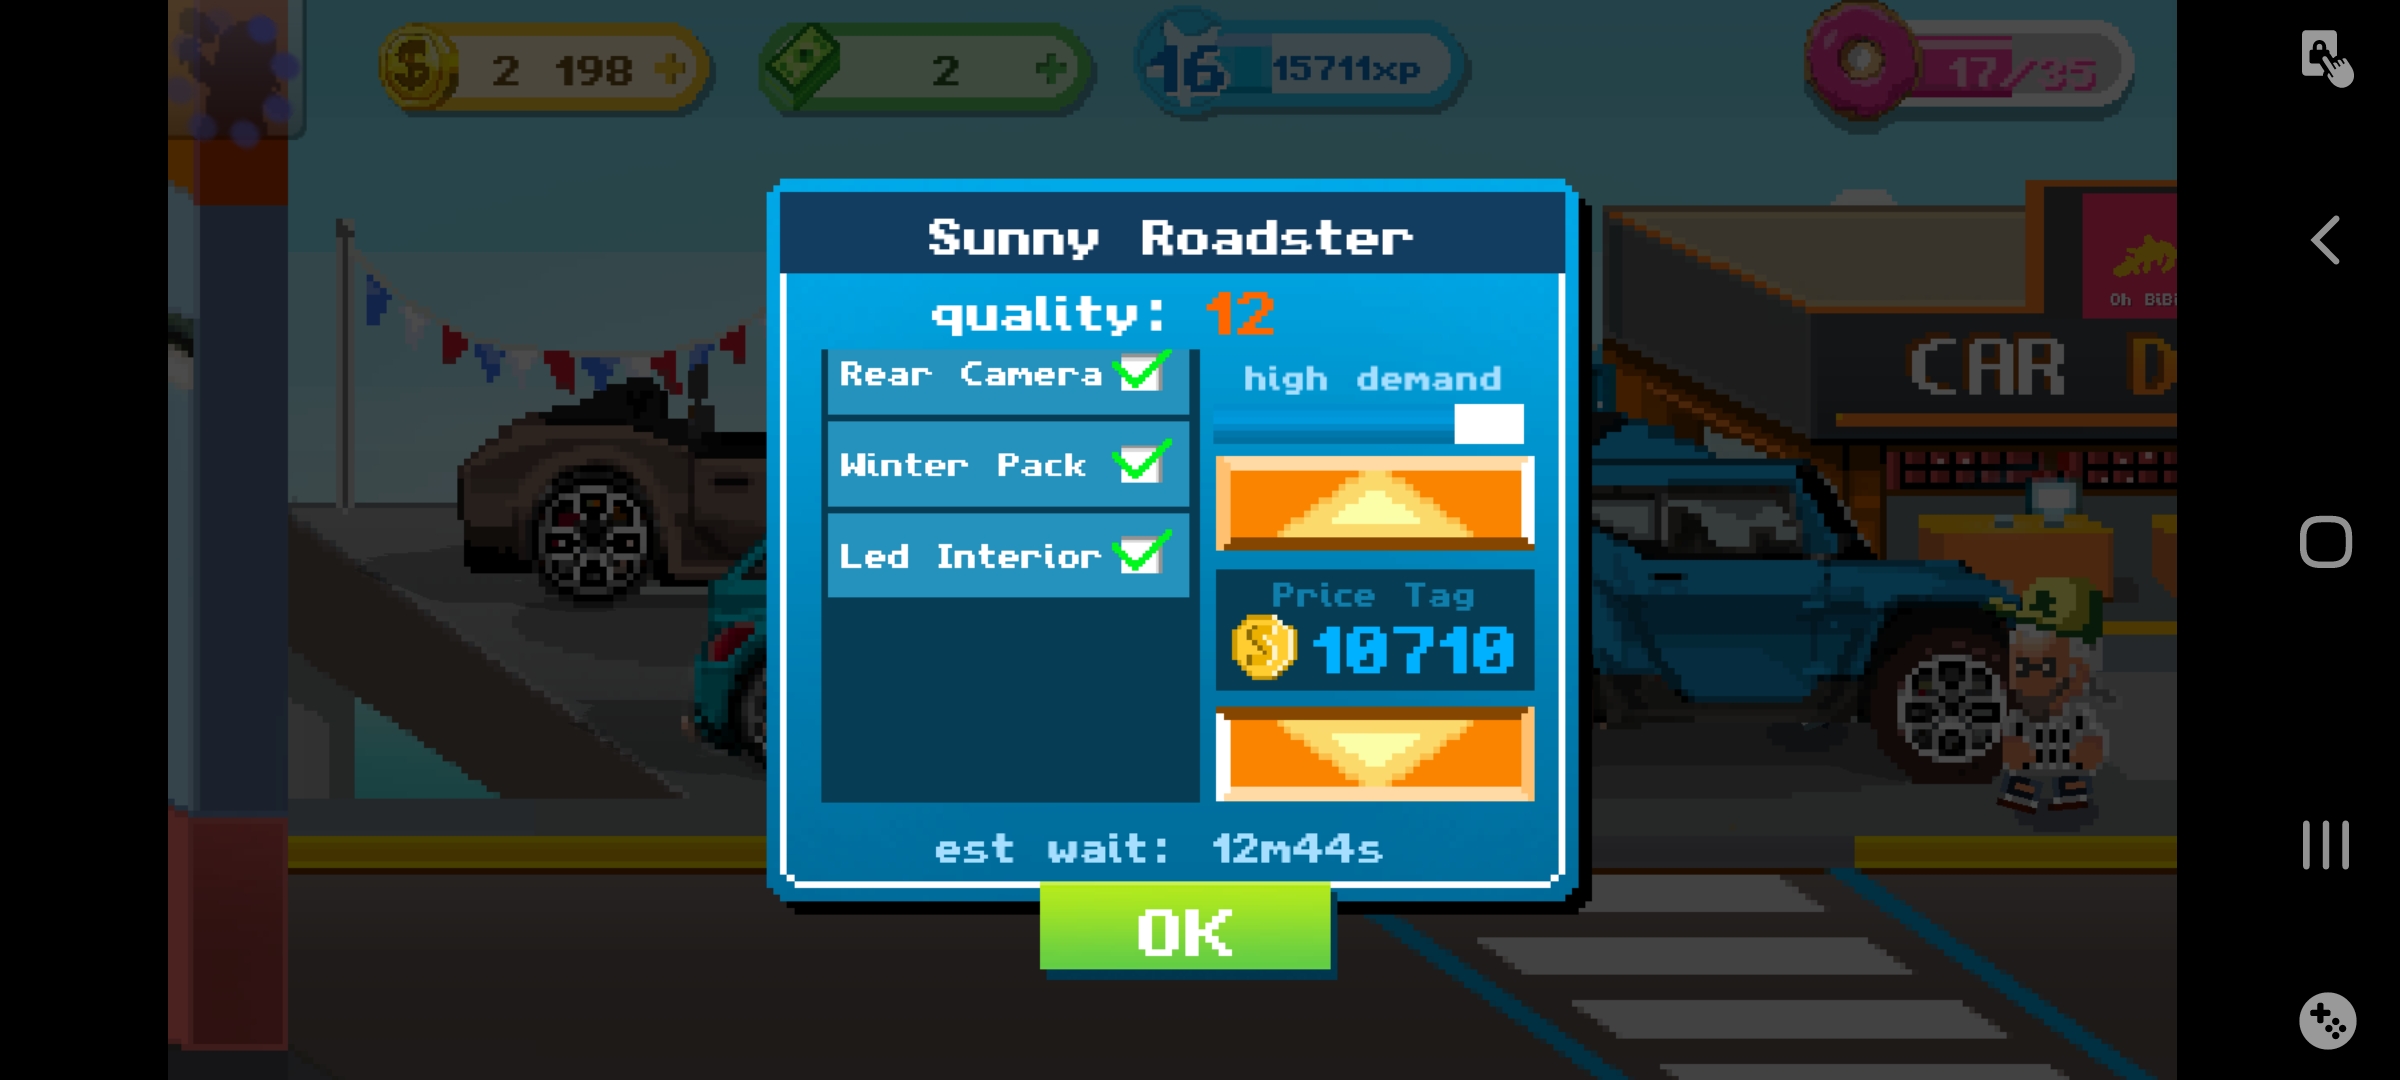 2 198
2
16
15711xp
17/35
Sunny Roadster
quality: 12
Rear Camera
Winter Pack
Led Interior
high demand
Price Tag
10710
est wait: 12m44s
OK
Oh BiBi
CAR D